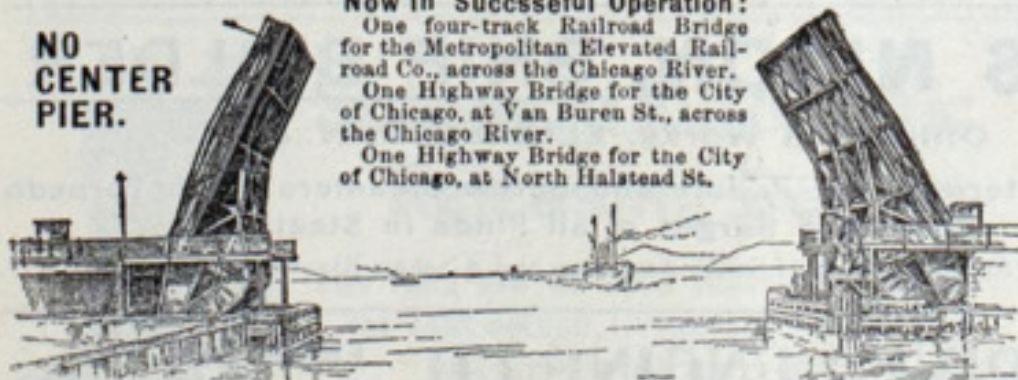 Now in Succsseful Operation:
NO
CENTER
PIER.
One four-track Railroad Bridge
for the Metropolitan Elevated Rail-
road Co., across the Chicago River.
One Highway Bridge for the City
of Chicago, at Van Buren St., across
the Chicago River.
One Highway Bridge for the City
of Chicago, at North Halstead St.